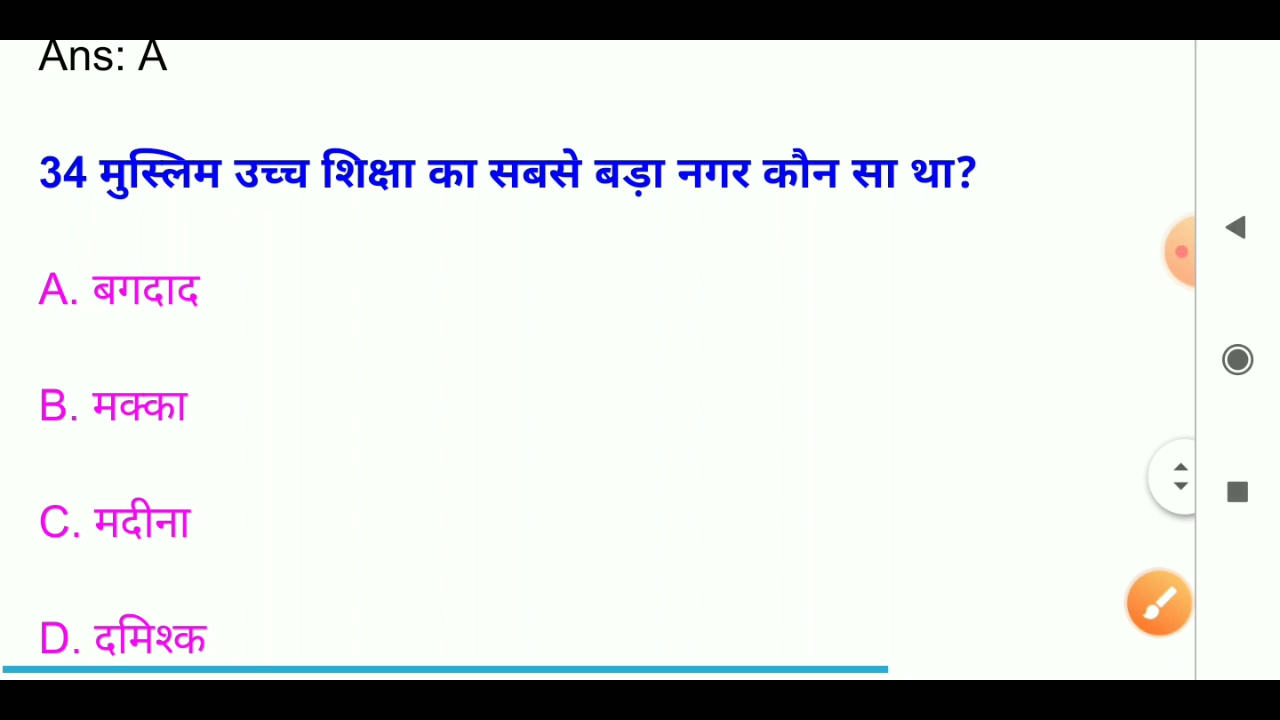 Ans: A
34 मुस्लिम उच्च शिक्षा का सबसे बड़ा नगर कौन सा था?
A. बगदाद
B. मक्का
C. मदीना
D. दमिश्क